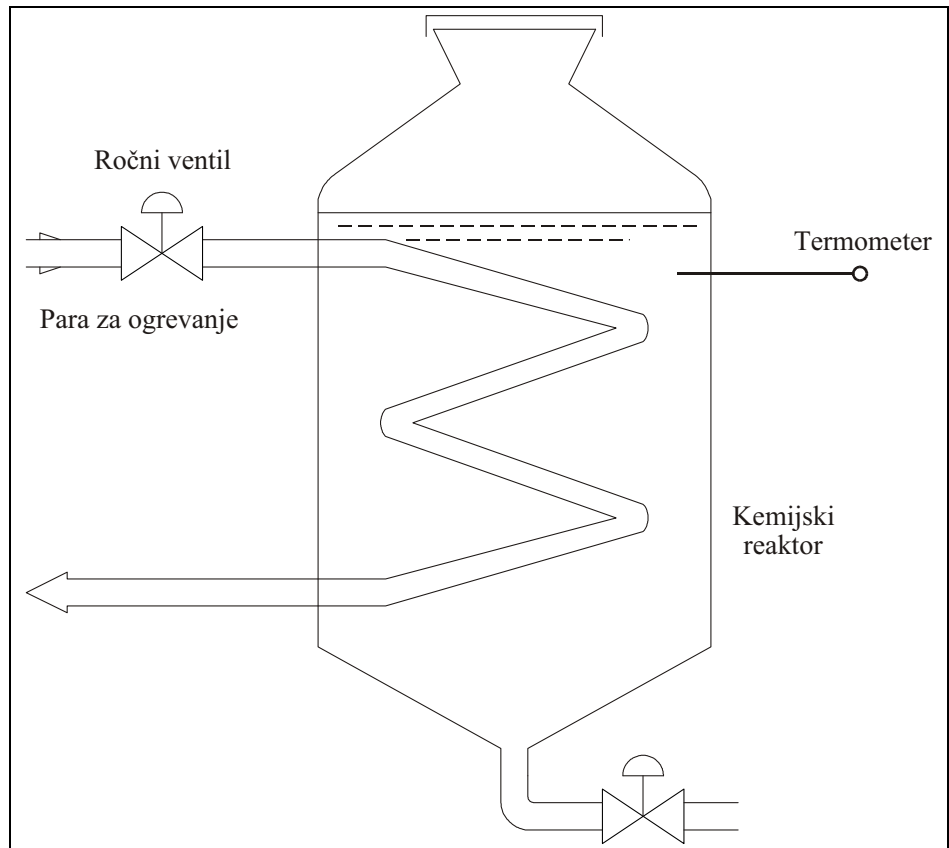 Ročni ventil
Termometer
Para za ogrevanje
Kemijski
reaktor